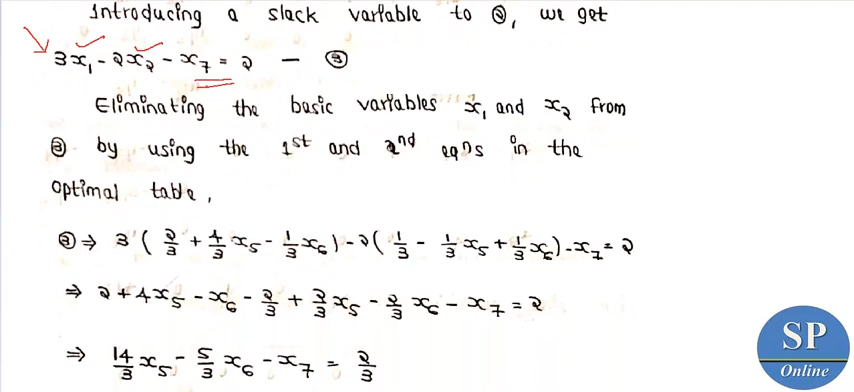 Introducing a slack variable to ②, we get
3x₁ - 2x₂ - x₇ = 2 — ③
Eliminating the basic variables x₁ and x₂ from
③ by using the 1st and 2nd eqns in the
optimal table,
③ ⇒ 3 ( 2/3 + 4/3 x₅ - 1/3 x₆ ) - 2 ( 1/3 - 1/3 x₅ + 1/3 x₆ ) - x₇ = 2
⇒ 2 + 4x₅ - x₆ - 2/3 + 2/3 x₅ - 2/3 x₆ - x₇ = 2
⇒ 14/3 x₅ - 5/3 x₆ - x₇ = 2/3
SP
Online